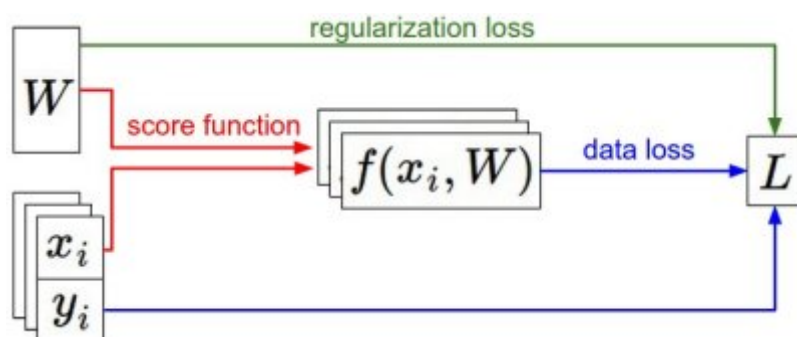 regularization loss
W
score function
f(x_i, W)
data loss
L
x_i
y_i